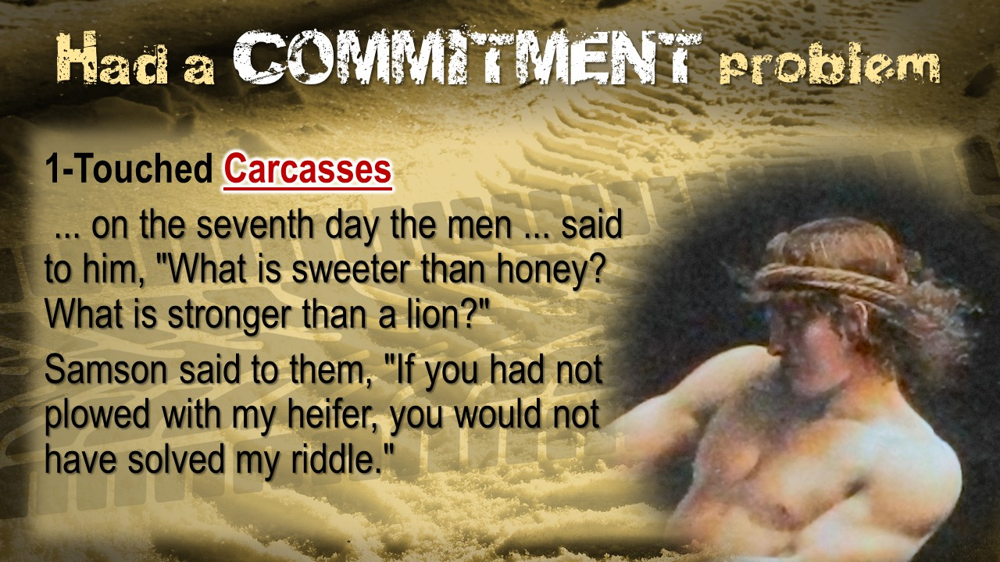 Had a COMMITMENT problem
1-Touched Carcasses
... on the seventh day the men ... said
to him, "What is sweeter than honey?
What is stronger than a lion?"
Samson said to them, "If you had not
plowed with my heifer, you would not
have solved my riddle."